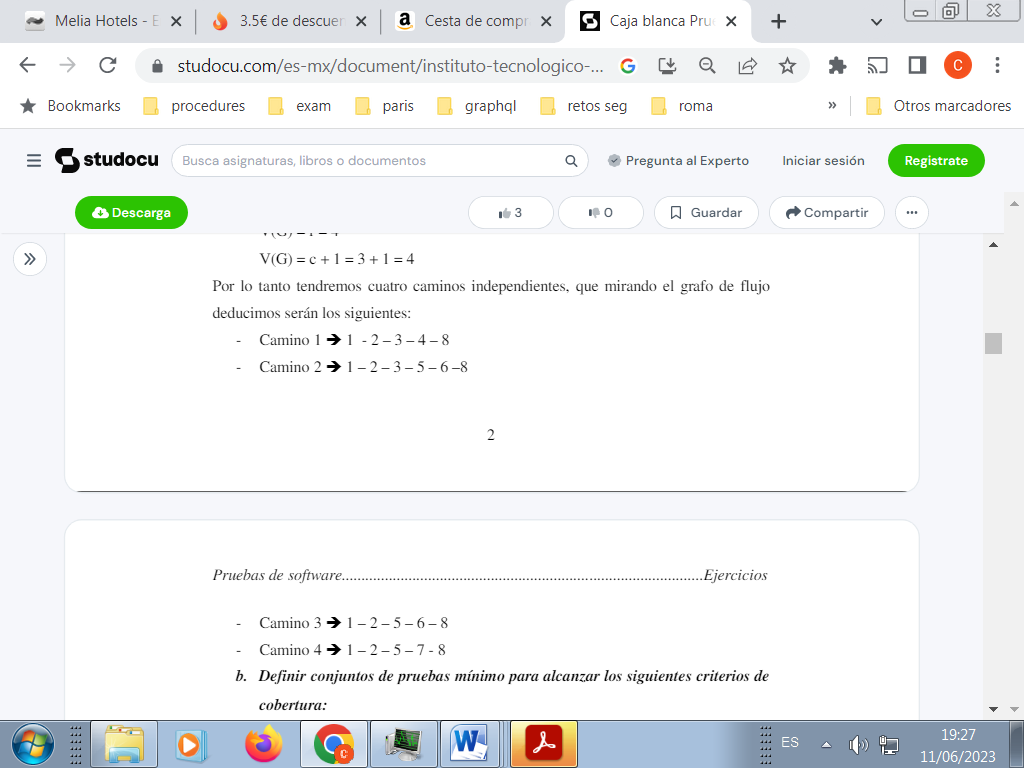 Melia Hotels - E
3.5€ de descuen
Cesta de compr
Caja blanca Pru
studocu.com/es-mx/document/instituto-tecnologico-...
C
Bookmarks
procedures
exam
paris
graphql
retos seg
roma
»
Otros marcadores
studocu
Busca asignaturas, libros o documentos
Pregunta al Experto
Iniciar sesión
Regístrate
Descarga
3
0
Guardar
Compartir
V(G) = r = 4
V(G) = c + 1 = 3 + 1 = 4
Por lo tanto tendremos cuatro caminos independientes, que mirando el grafo de flujo
deducimos serán los siguientes:
- Camino 1 ➔ 1 - 2 – 3 – 4 – 8
- Camino 2 ➔ 1 – 2 – 3 – 5 – 6 –8
2
Pruebas de software............................................................................................Ejercicios
- Camino 3 ➔ 1 – 2 – 5 – 6 – 8
- Camino 4 ➔ 1 – 2 – 5 – 7 - 8
b. Definir conjuntos de pruebas mínimo para alcanzar los siguientes criterios de
cobertura:
ES
19:27
11/06/2023